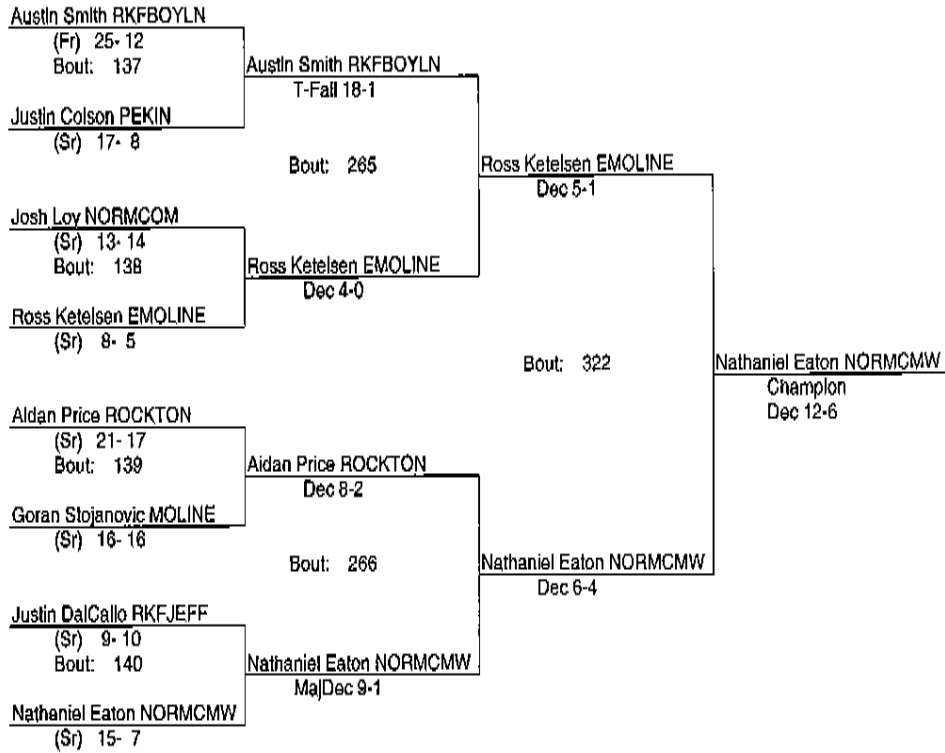 Austin Smith RKFBOYLN
(Fr) 25- 12
Bout: 137
Austin Smith RKFBOYLN
T-Fall 18-1
Justin Colson PEKIN
(Sr) 17- 8
Bout: 265
Ross Ketelsen EMOLINE
Dec 5-1
Josh Loy NORMCOM
(Sr) 13- 14
Bout: 138
Ross Ketelsen EMOLINE
Dec 4-0
Ross Ketelsen EMOLINE
(Sr) 8- 5
Bout: 322
Nathaniel Eaton NORMCMW
Champion
Dec 12-6
Aidan Price ROCKTON
(Sr) 21- 17
Bout: 139
Aidan Price ROCKTON
Dec 8-2
Goran Stojanovic MOLINE
(Sr) 16- 16
Bout: 266
Nathaniel Eaton NORMCMW
Dec 6-4
Justin DalCallo RKFJEFF
(Sr) 9- 10
Bout: 140
Nathaniel Eaton NORMCMW
MajDec 9-1
Nathaniel Eaton NORMCMW
(Sr) 15- 7